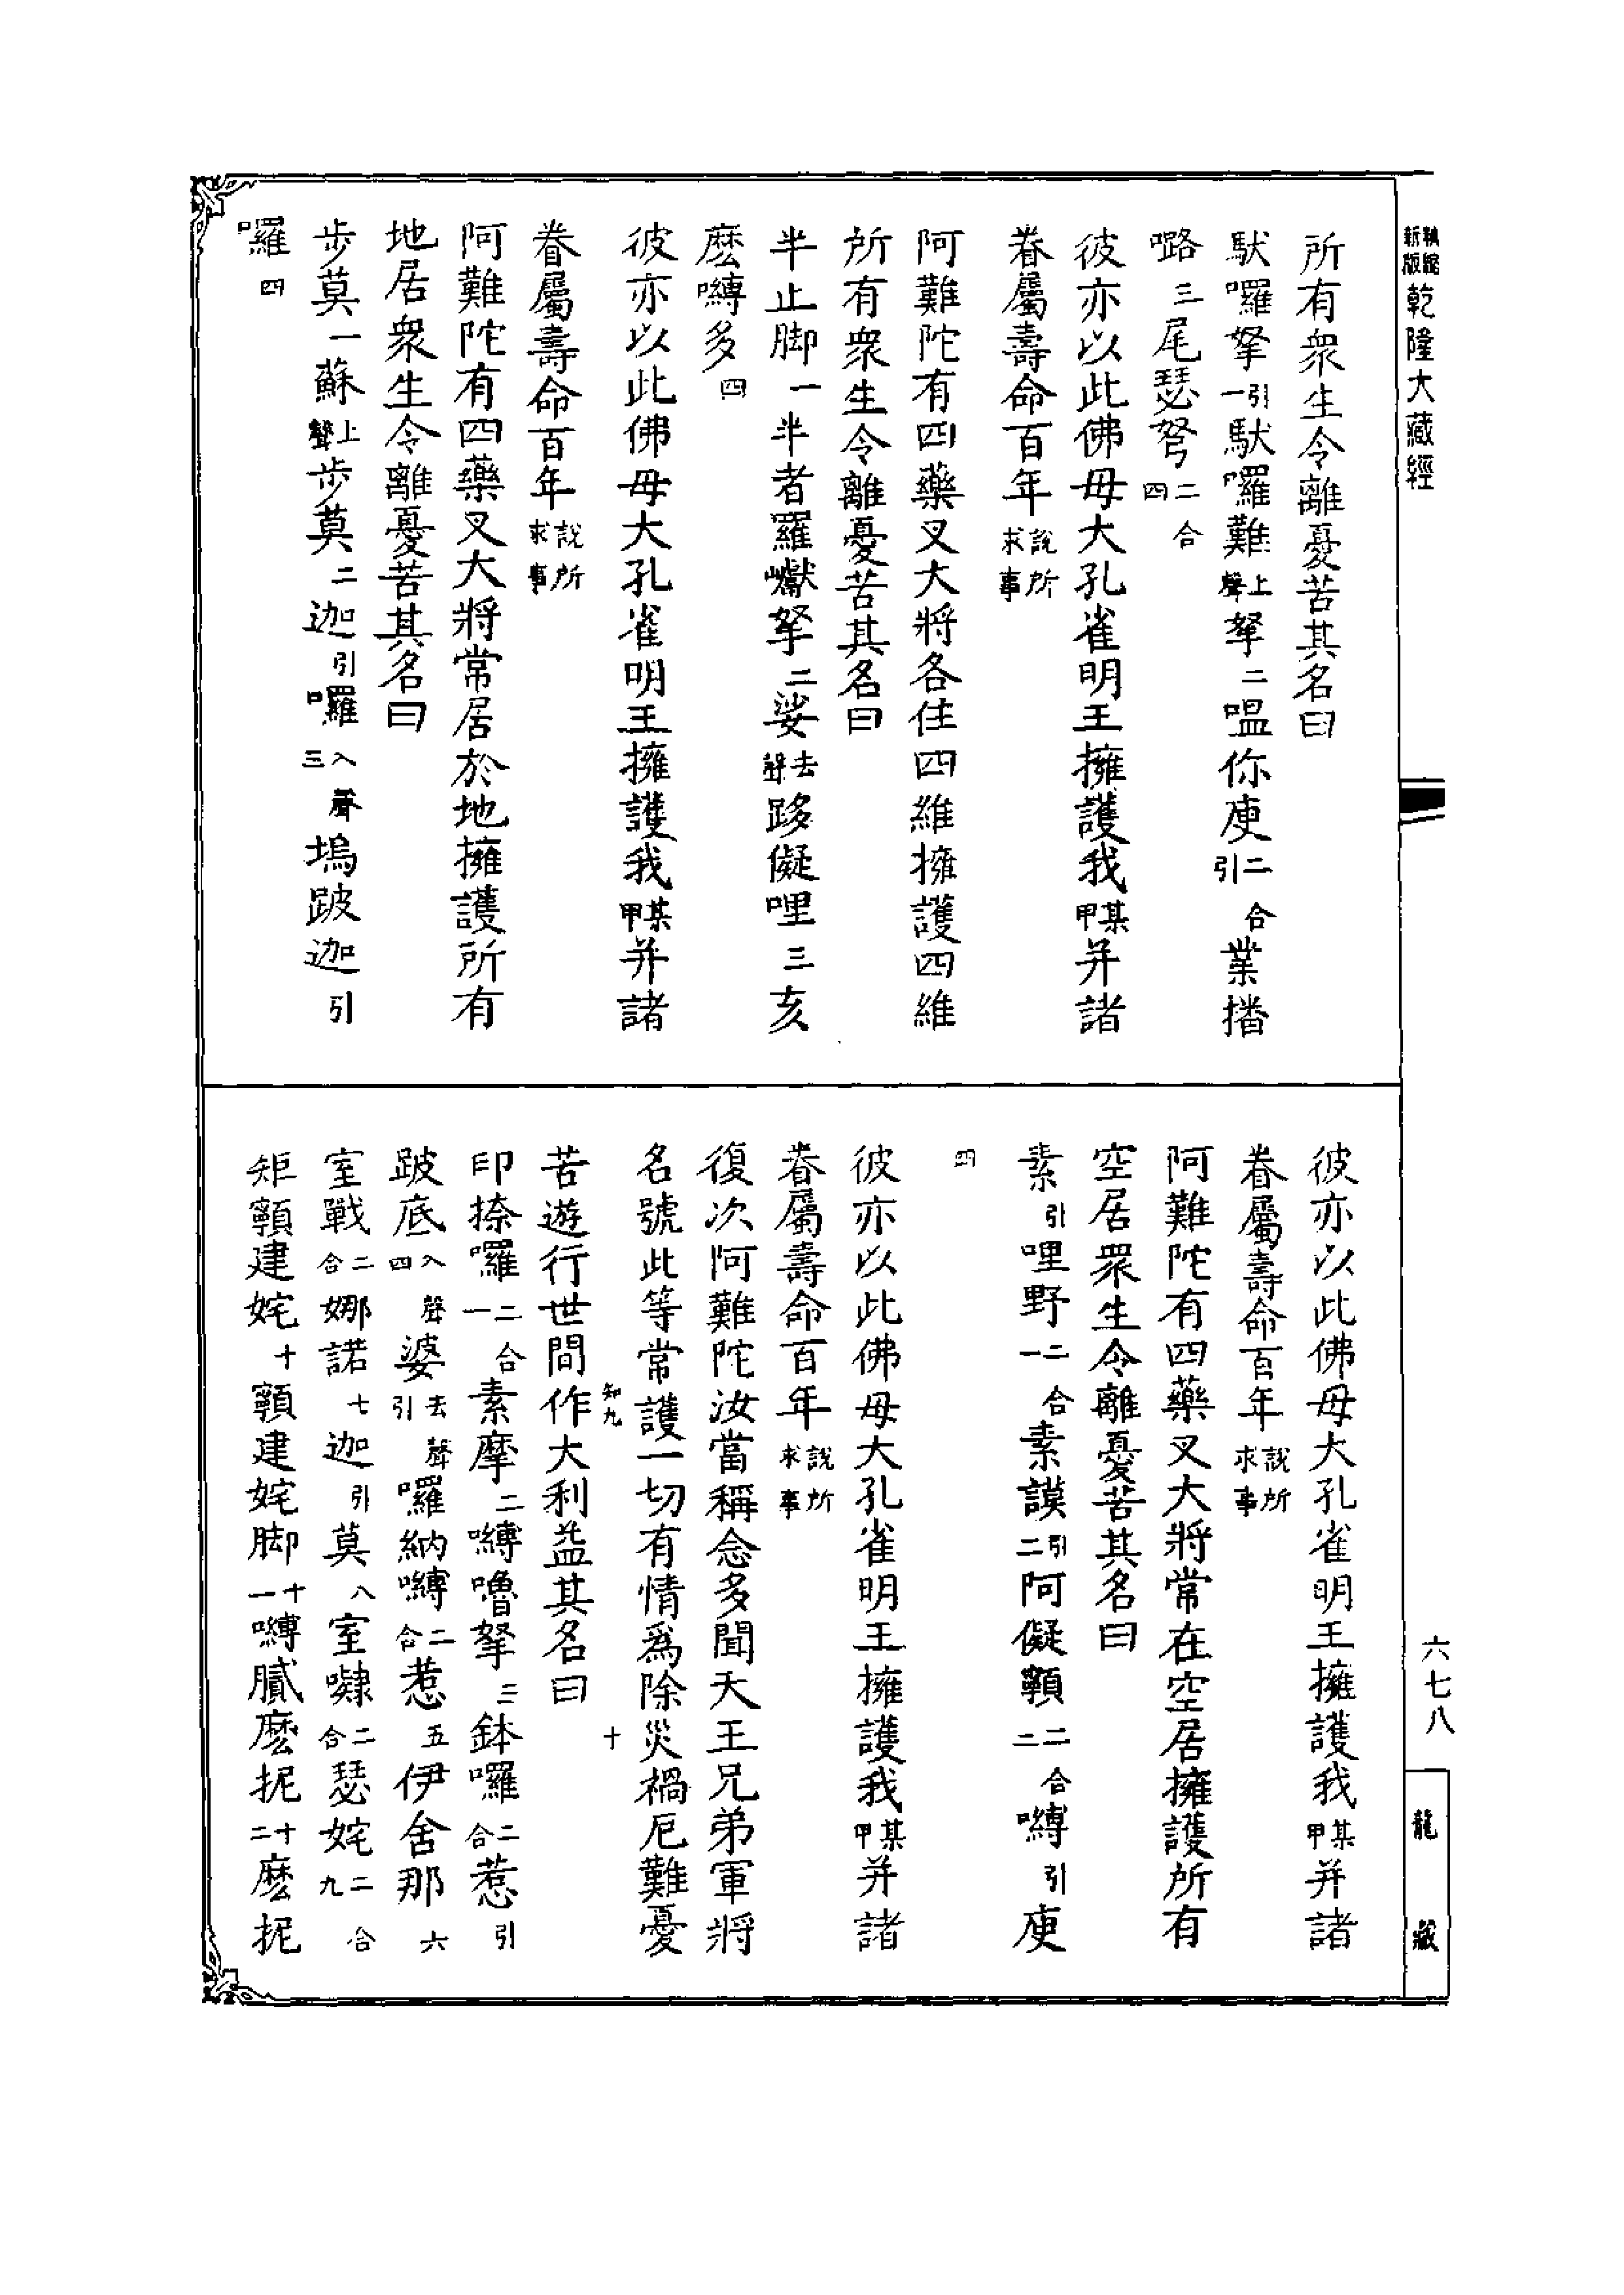 新版
乾隆大藏經
所有衆生令離憂苦其名曰
馱囉拏引一馱囉難上聲拏二嗢你庾二合引業播
𡀔三尾瑟弩二合四
彼亦以此佛母大孔雀明王擁護我某甲并諸
眷屬壽命百年說所求事
阿難陀有四藥叉大將各住四維擁護四維
所有衆生令離憂苦其名曰
半止脚一半者羅巘拏二娑去聲跢儗哩三亥
麽嚩多四
彼亦以此佛母大孔雀明王擁護我某甲并諸
眷屬壽命百年說所求事
阿難陀有四藥叉大將常居於地擁護所有
地居衆生令離憂苦其名曰
步莫一蘇上聲步莫二迦引囉入聲三塢跛迦引
囉四
彼亦以此佛母大孔雀明王擁護我某甲并諸
眷屬壽命百年說所求事
阿難陀有四藥叉大將常在空居擁護所有
空居衆生令離憂苦其名曰
素引哩野二合一素謨引二阿儗顊二合三嚩引庾
四
彼亦以此佛母大孔雀明王擁護我某甲并諸
眷屬壽命百年說所求事
復次阿難陀汝當稱念多聞天王兄弟軍將
名號此等常護一切有情爲除災禍厄難憂
知九
十
苦遊行世間作大利益其名曰
印捺囉二合一素摩二嚩嚕拏三鉢囉二合惹引
跛底入聲四婆去聲引囉納嚩二合惹五伊舍那六
室戰二合娜諾七迦引莫八室𠼝二合瑟姹二合九
矩顊建姹十顊建姹脚十一嚩膩麽抳十二麽抳
六七八
龍藏